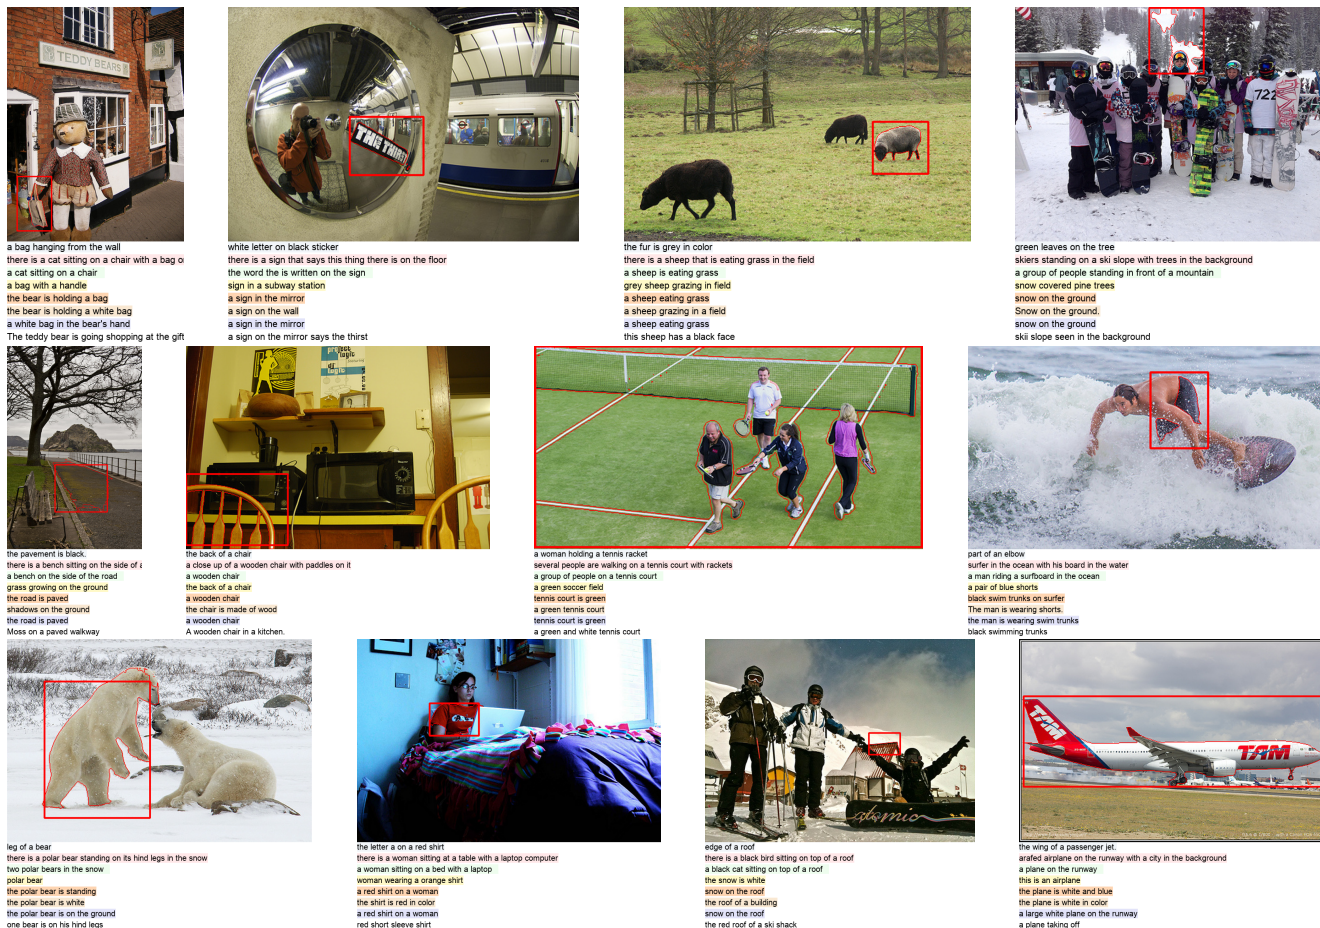 TEDDY BEARS
THIS THIRST
722
a bag hanging from the wall
there is a cat sitting on a chair with a bag o
a cat sitting on a chair
a bag with a handle
the bear is holding a bag
the bear is holding a white bag
a white bag in the bear's hand
The teddy bear is going shopping at the gift
white letter on black sticker
there is a sign that says this thing there is on the floor
the word the is written on the sign
sign in a subway station
a sign in the mirror
a sign on the wall
a sign in the mirror
a sign on the mirror says the thirst
the fur is grey in color
there is a sheep that is eating grass in the field
a sheep is eating grass
grey sheep grazing in field
a sheep eating grass
a sheep grazing in a field
a sheep eating grass
this sheep has a black face
green leaves on the tree
skiers standing on a ski slope with trees in the background
a group of people standing in front of a mountain
snow covered pine trees
snow on the ground
Snow on the ground.
snow on the ground
skii slope seen in the background
project
logic
the pavement is black.
there is a bench sitting on the side of a
a bench on the side of the road
grass growing on the ground
the road is paved
shadows on the ground
the road is paved
Moss on a paved walkway
the back of a chair
a close up of a wooden chair with paddles on it
a wooden chair
the back of a chair
a wooden chair
the chair is made of wood
a wooden chair
A wooden chair in a kitchen.
a woman holding a tennis racket
several people are walking on a tennis court with rackets
a group of people on a tennis court
a green soccer field
tennis court is green
a green tennis court
tennis court is green
a green and white tennis court
part of an elbow
surfer in the ocean with his board in the water
a man riding a surfboard in the ocean
a pair of blue shorts
black swim trunks on surfer
The man is wearing shorts.
the man is wearing swim trunks
black swimming trunks
atomic
TAM
TAM
leg of a bear
there is a polar bear standing on its hind legs in the snow
two polar bears in the snow
polar bear
the polar bear is standing
the polar bear is white
the polar bear is on the ground
one bear is on his hind legs
the letter a on a red shirt
there is a woman sitting at a table with a laptop computer
a woman sitting on a bed with a laptop
woman wearing a orange shirt
a red shirt on a woman
the shirt is red in color
a red shirt on a woman
red short sleeve shirt
edge of a roof
there is a black bird sitting on top of a roof
a black cat sitting on top of a roof
the snow is white
snow on the roof
the roof of a building
snow on the roof
the red roof of a ski shack
the wing of a passenger jet.
arafed airplane on the runway with a city in the background
a plane on the runway
this is an airplane
the plane is white and blue
the plane is white in color
a large white plane on the runway
a plane taking off